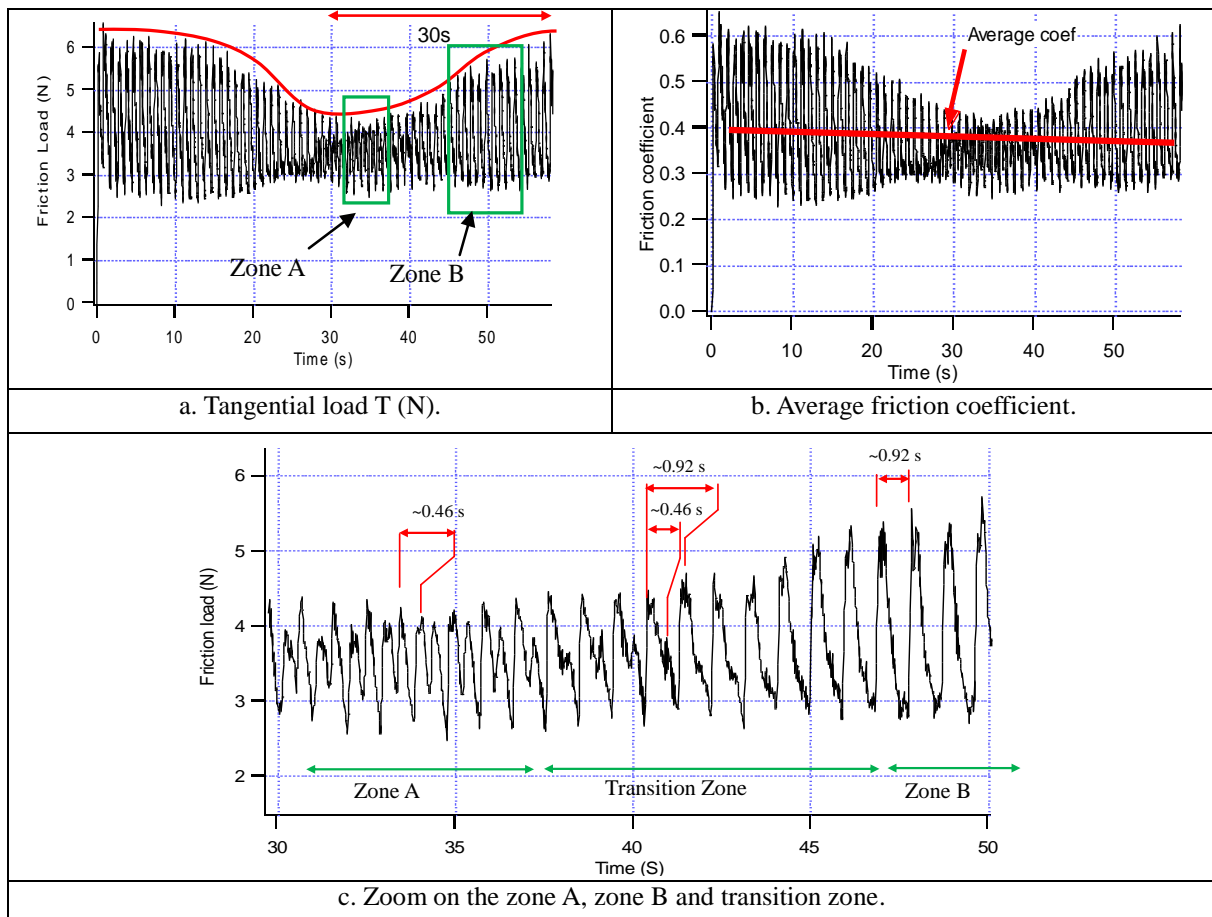 Friction Load (N)
6
5
4
3
2
1
0
30s
Zone A
Zone B
0 10 20 30 40 50
Time (s)
a. Tangential load T (N).
Friction coefficient
0.6
0.5
0.4
0.3
0.2
0.1
0.0
Average coef
0 10 20 30 40 50
Time (s)
b. Average friction coefficient.
Friction load (N)
6
5
4
3
2
~0.46 s
~0.92 s
~0.46 s
~0.92 s
Zone A
Transition Zone
Zone B
30 35 40 45 50
Time (S)
c. Zoom on the zone A, zone B and transition zone.